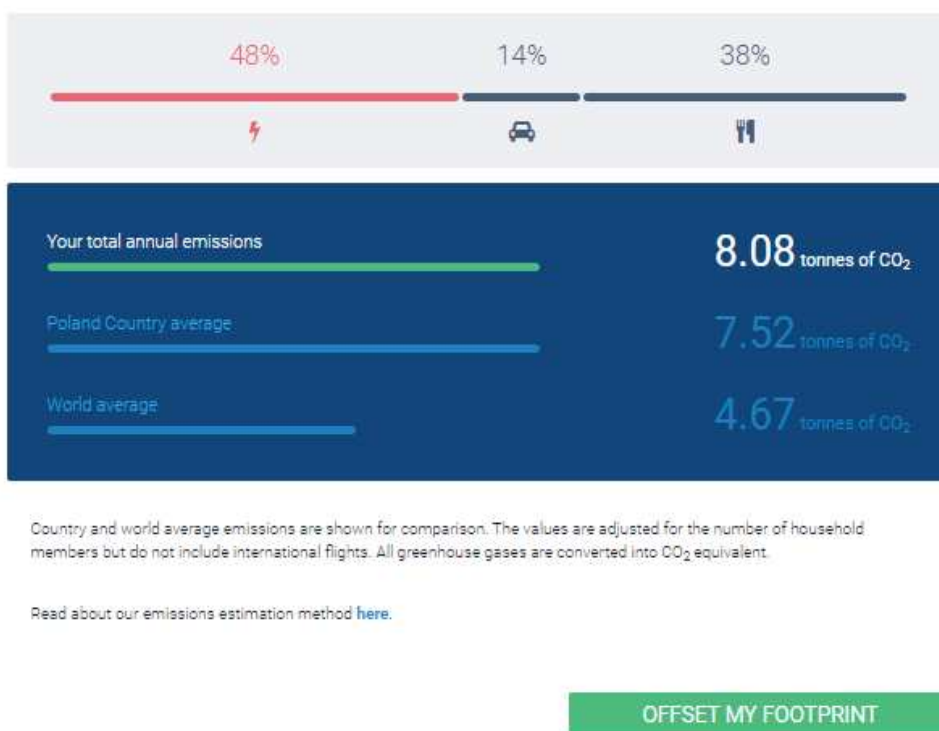 48% 14% 38%
Your total annual emissions 8.08 tonnes of CO₂
Poland Country average 7.52 tonnes of CO₂
World average 4.67 tonnes of CO₂
Country and world average emissions are shown for comparison. The values are adjusted for the number of household
members but do not include international flights. All greenhouse gases are converted into CO₂ equivalent.
Read about our emissions estimation method here.
OFFSET MY FOOTPRINT